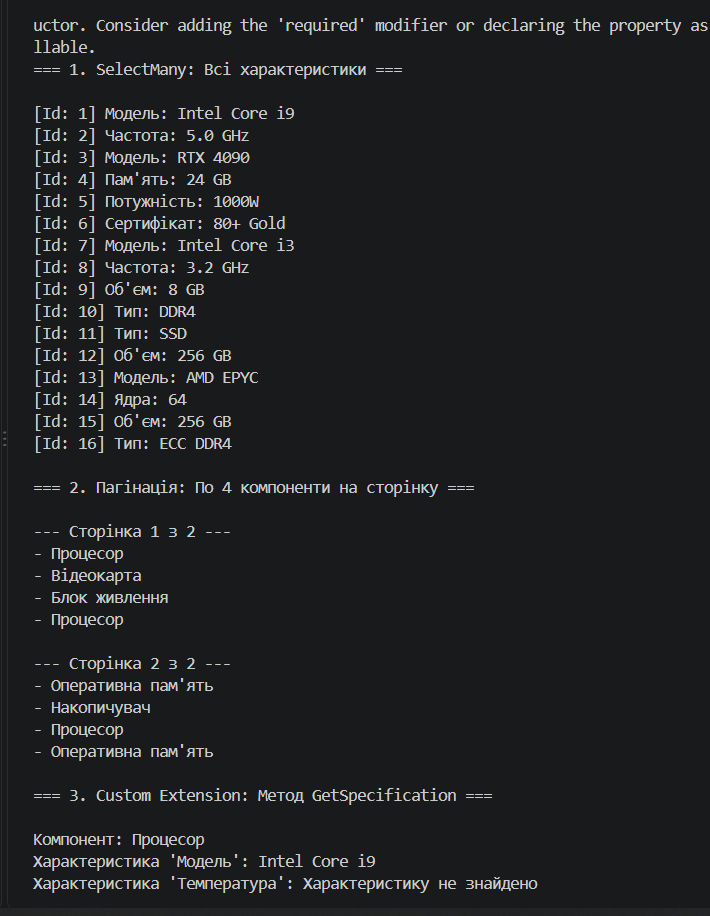 uctor. Consider adding the 'required' modifier or declaring the property as
llable.
=== 1. SelectMany: Всі характеристики ===
[Id: 1] Модель: Intel Core i9
[Id: 2] Частота: 5.0 GHz
[Id: 3] Модель: RTX 4090
[Id: 4] Пам'ять: 24 GB
[Id: 5] Потужність: 1000W
[Id: 6] Сертифікат: 80+ Gold
[Id: 7] Модель: Intel Core i3
[Id: 8] Частота: 3.2 GHz
[Id: 9] Об'єм: 8 GB
[Id: 10] Тип: DDR4
[Id: 11] Тип: SSD
[Id: 12] Об'єм: 256 GB
[Id: 13] Модель: AMD EPYC
[Id: 14] Ядра: 64
[Id: 15] Об'єм: 256 GB
[Id: 16] Тип: ECC DDR4
=== 2. Пагінація: По 4 компоненти на сторінку ===
--- Сторінка 1 з 2 ---
- Процесор
- Відеокарта
- Блок живлення
- Процесор
--- Сторінка 2 з 2 ---
- Оперативна пам'ять
- Накопичувач
- Процесор
- Оперативна пам'ять
=== 3. Custom Extension: Метод GetSpecification ===
Компонент: Процесор
Характеристика 'Модель': Intel Core i9
Характеристика 'Температура': Характеристику не знайдено